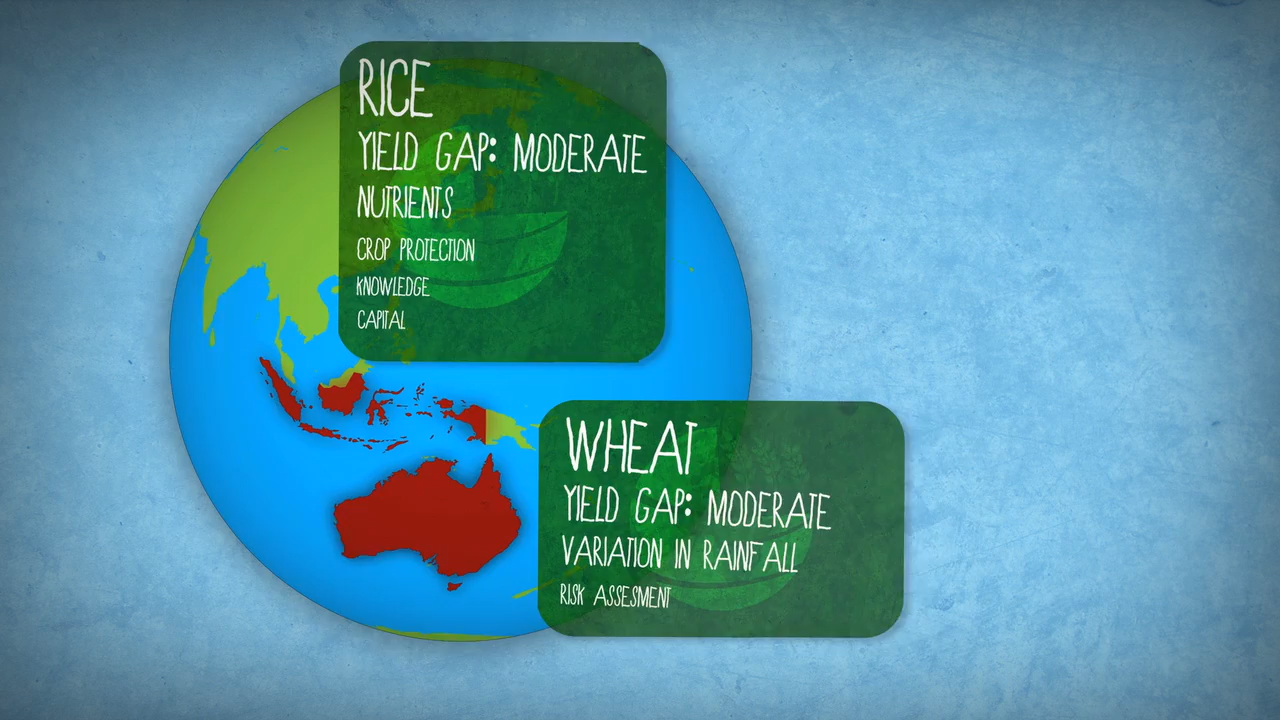 RICE
YIELD GAP: MODERATE
NUTRIENTS
CROP PROTECTION
KNOWLEDGE
CAPITAL
WHEAT
YIELD GAP: MODERATE
VARIATION IN RAINFALL
RISK ASSESMENT